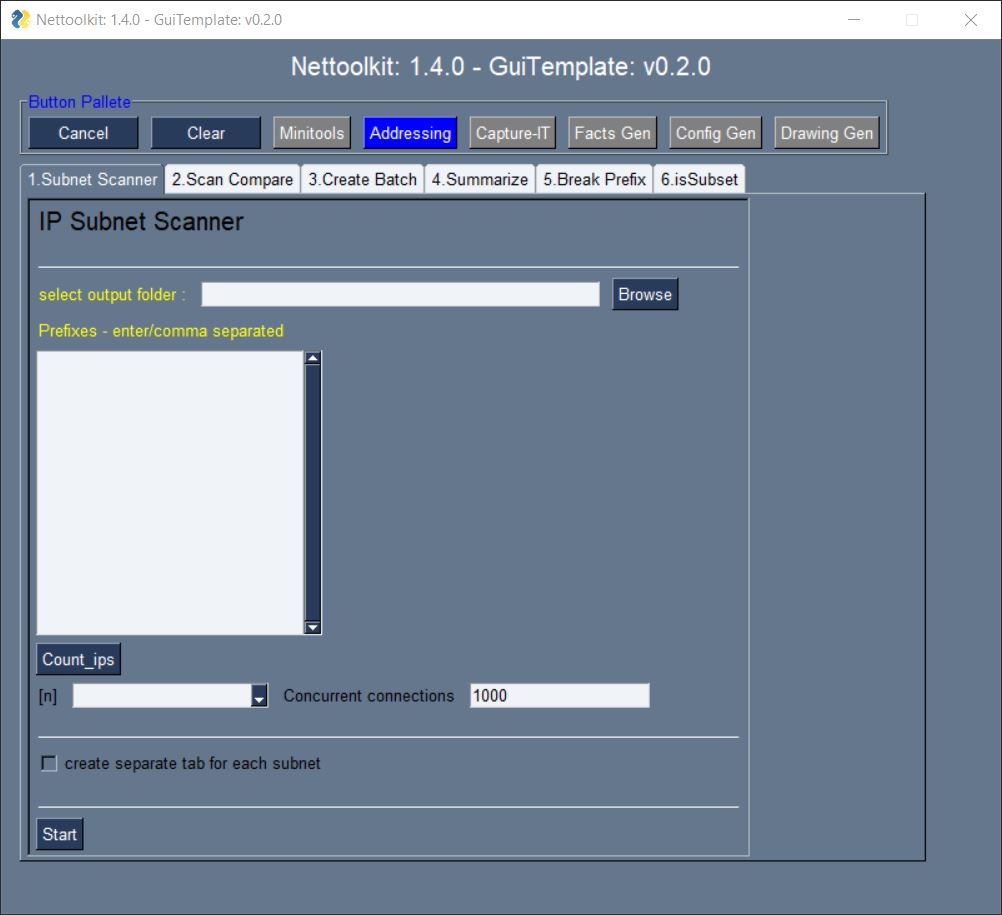 Nettoolkit: 1.4.0 - GuiTemplate: v0.2.0
Nettoolkit: 1.4.0 - GuiTemplate: v0.2.0
Button Pallete
Cancel Clear Minitools Addressing Capture-IT Facts Gen Config Gen Drawing Gen
1.Subnet Scanner 2.Scan Compare 3.Create Batch 4.Summarize 5.Break Prefix 6.isSubset
IP Subnet Scanner
select output folder : Browse
Prefixes - enter/comma separated
Count_ips
[n] Concurrent connections 1000
create separate tab for each subnet
Start